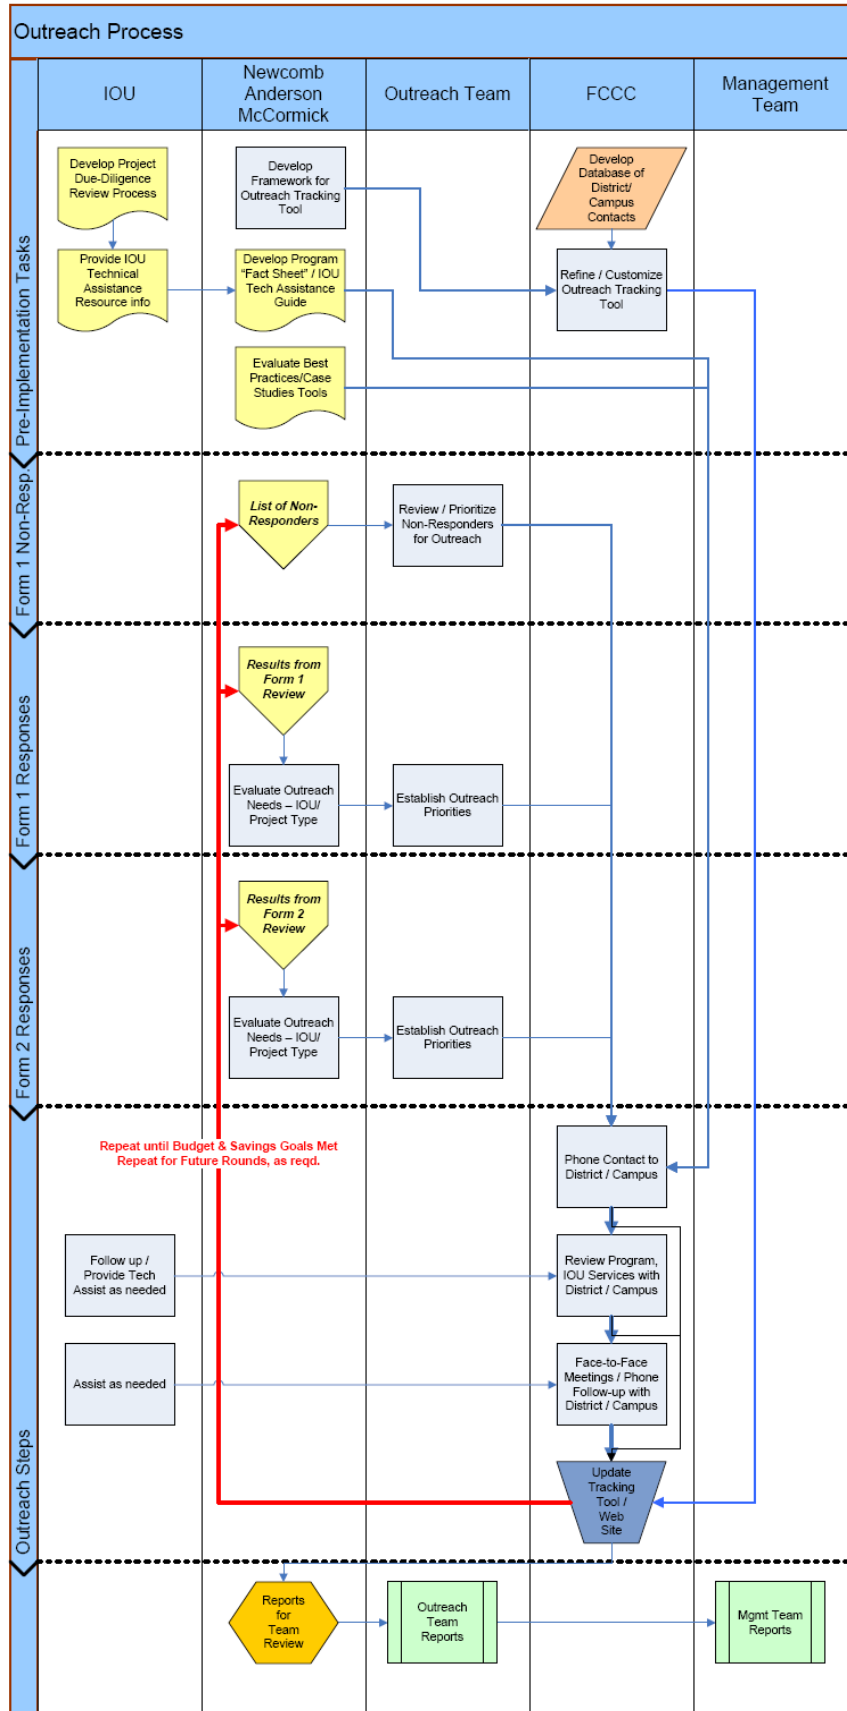 Outreach Process
IOU
Newcomb
Anderson
McCormick
Outreach Team
FCCC
Management
Team
Pre-Implementation Tasks
Develop Project
Due-Diligence
Review Process
Develop
Framework for
Outreach Tracking
Tool
Develop
Database of
District/
Campus
Contacts
Provide IOU
Technical
Assistance
Resource info
Develop Program
“Fact Sheet” / IOU
Tech Assistance
Guide
Refine / Customize
Outreach Tracking
Tool
Evaluate Best
Practices/Case
Studies Tools
Form 1 Non-Resp.
List of Non-
Responders
Review / Prioritize
Non-Responders
for Outreach
Form 1 Responses
Results from
Form 1
Review
Evaluate Outreach
Needs – IOU/
Project Type
Establish Outreach
Priorities
Form 2 Responses
Results from
Form 2
Review
Evaluate Outreach
Needs – IOU/
Project Type
Establish Outreach
Priorities
Outreach Steps
Repeat until Budget & Savings Goals Met
Repeat for Future Rounds, as reqd.
Phone Contact to
District / Campus
Follow up /
Provide Tech
Assist as needed
Review Program,
IOU Services with
District / Campus
Assist as needed
Face-to-Face
Meetings / Phone
Follow-up with
District / Campus
Update
Tracking
Tool /
Web
Site
Reports
for
Team
Review
Outreach
Team
Reports
Mgmt Team
Reports